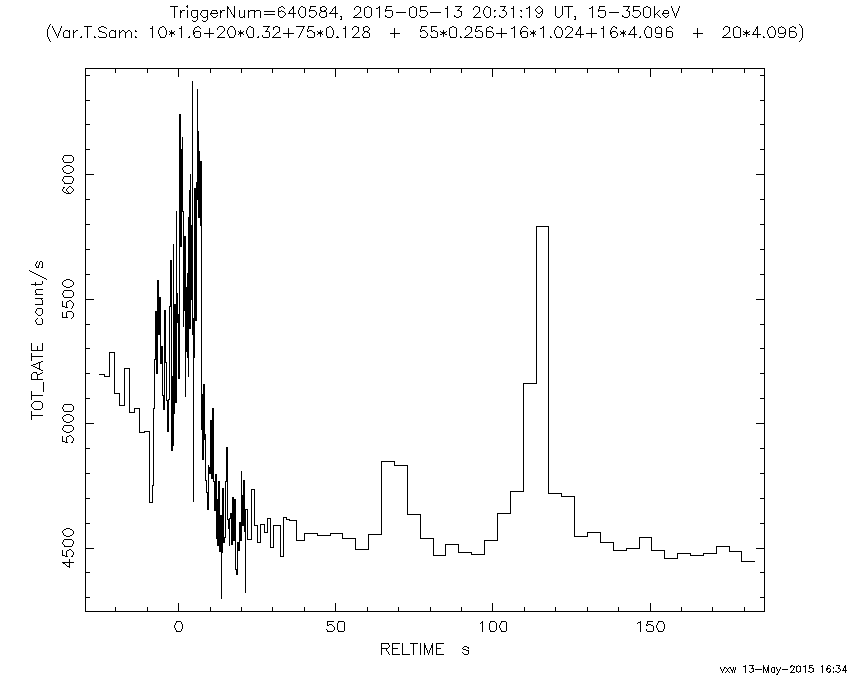 TriggerNum=640584, 2015-05-13 20:31:19 UT, 15-350keV
(Var.T.Sam: 10*1.6+20*0.32+75*0.128 + 55*0.256+16*1.024+16*4.096 + 20*4.096)
TOT_RATE count/s
6000
5500
5000
4500
0 50 100 150
RELTIME s
vxw 13-May-2015 16:34